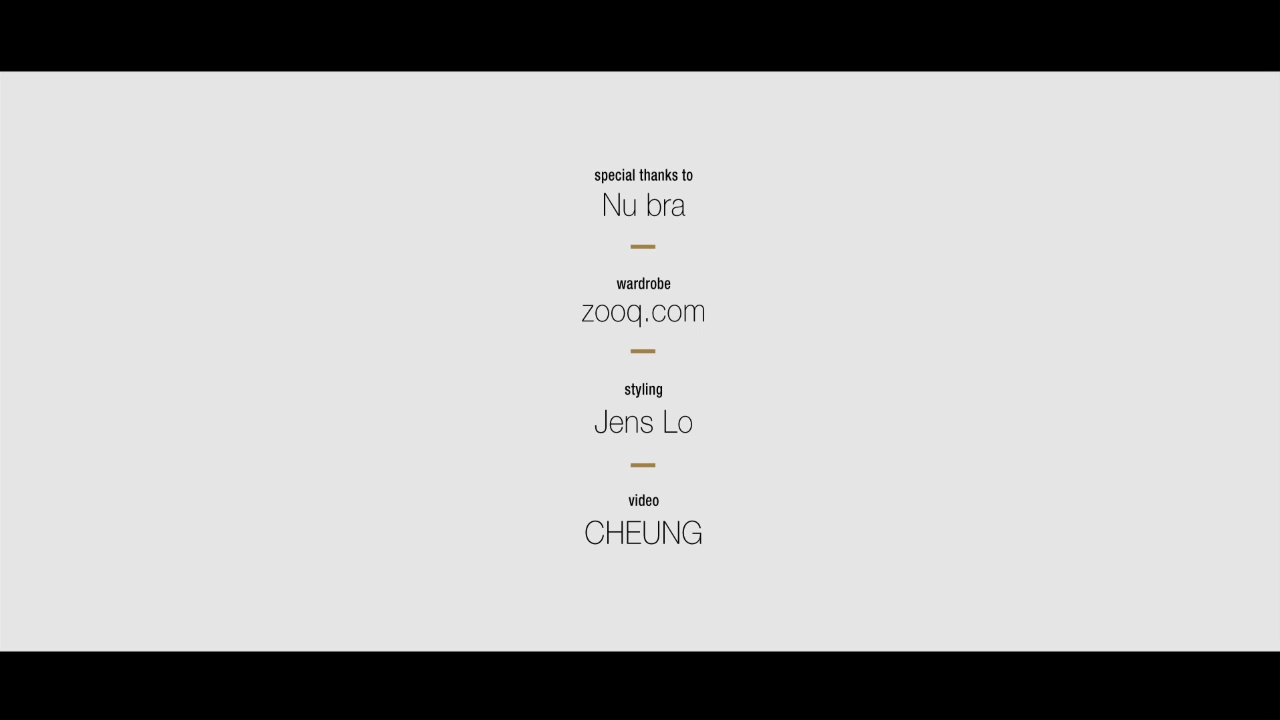 special thanks to
Nu bra
wardrobe
zooq.com
styling
Jens Lo
video
CHEUNG